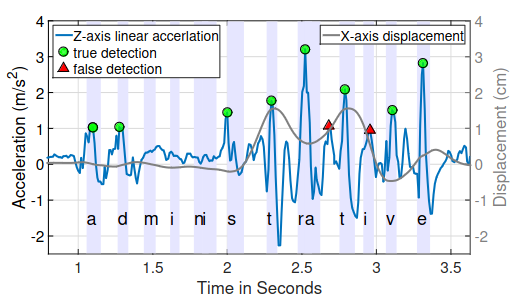 Z-axis linear accerlation
true detection
false detection
X-axis displacement
Acceleration (m/s²)
4
3
2
1
0
-1
-2
4
3
2
1
0
-1
-2
Displacement (cm)
a d m i n i s t r a t i v e
1 1.5 2 2.5 3 3.5
Time in Seconds